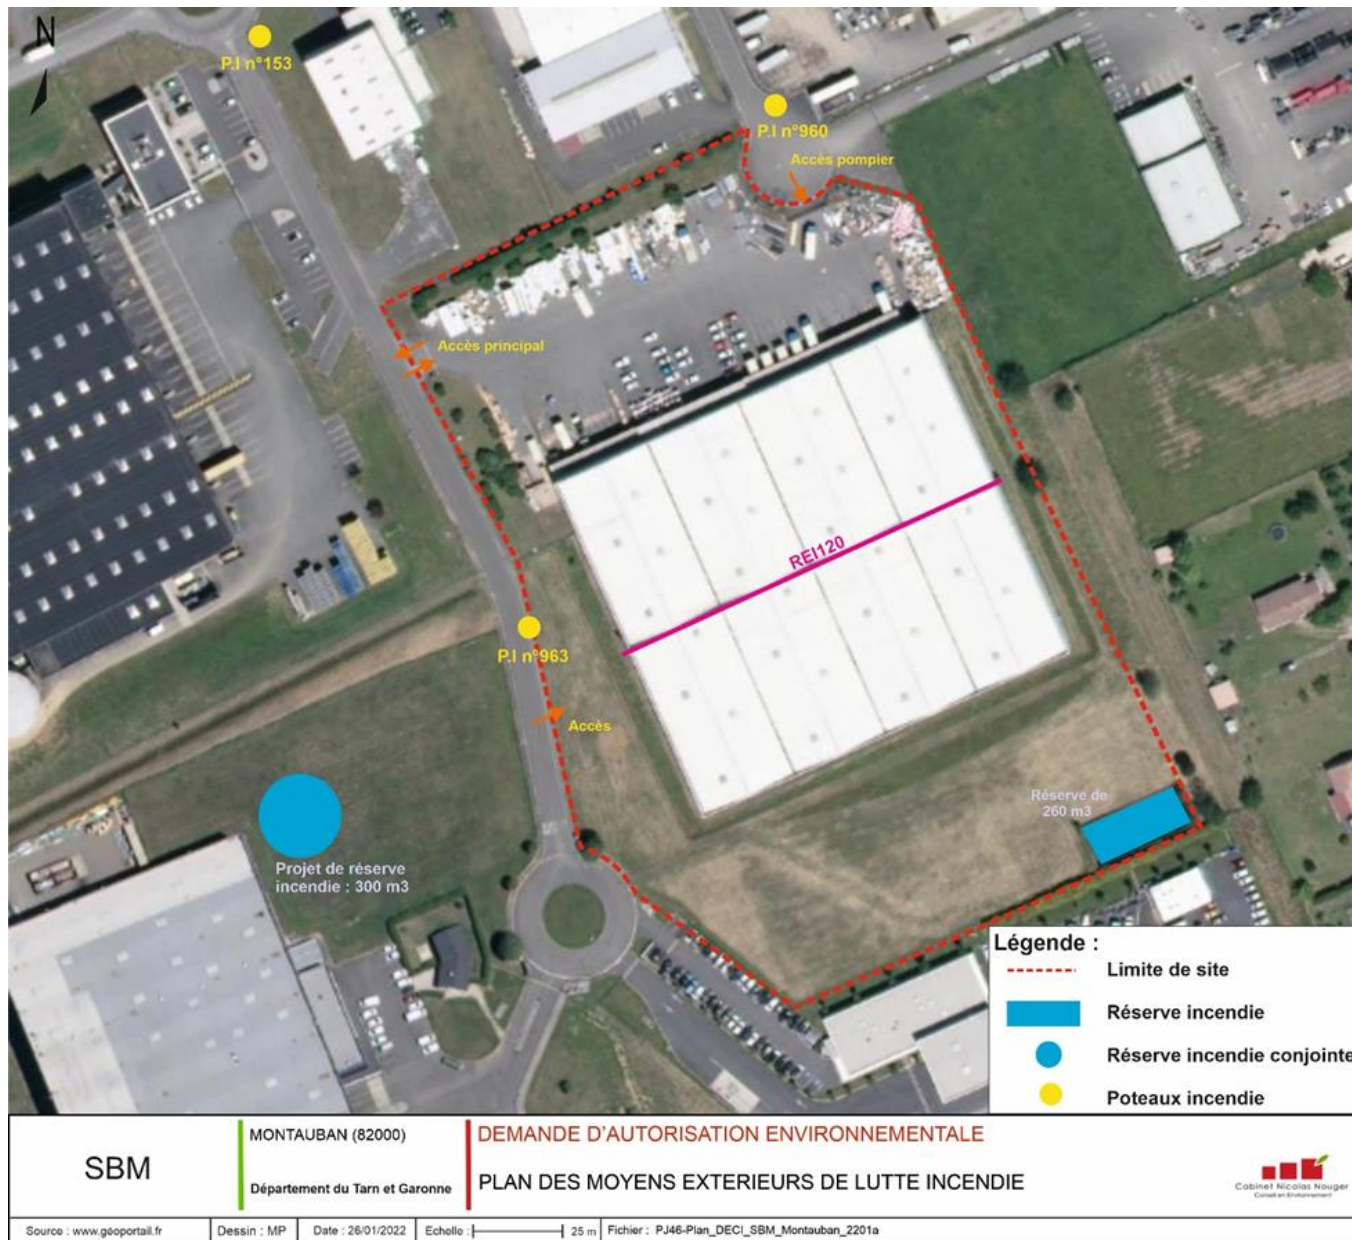 N
P.I n°153
P.I n°960
Accès pompier
Accès principal
REI120
P.I n°963
Accès
Réserve de
260 m3
Projet de réserve
incendie : 300 m3
Légende :
Limite de site
Réserve incendie
Réserve incendie conjointe
Poteaux incendie
SBM
MONTAUBAN (82000)
Département du Tarn et Garonne
DEMANDE D'AUTORISATION ENVIRONNEMENTALE
PLAN DES MOYENS EXTERIEURS DE LUTTE INCENDIE
Cabinet Nicolas Nouger
Conseil en Environnement
Source : www.géoportail.fr
Dessin : MP
Date : 26/01/2022
Echelle : 25 m
Fichier : PJ46-Plan_DECI_SBM_Montauban_2201a